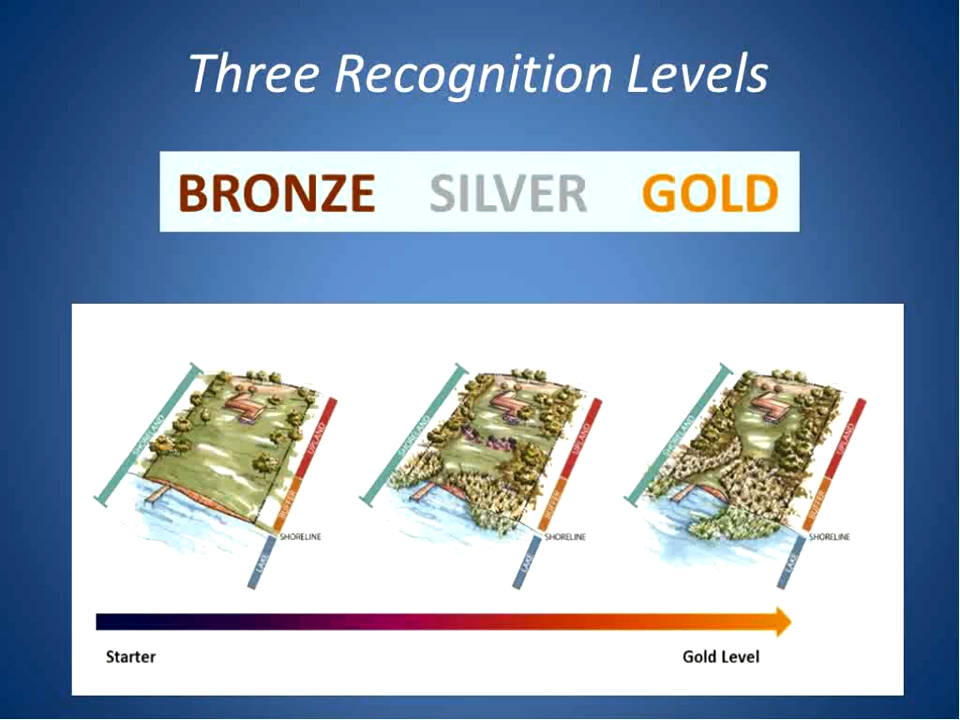 Three Recognition Levels
BRONZE SILVER GOLD
SHORELAND
UPLAND
BUFFER
SHORELINE
LAKE
SHORELAND
UPLAND
BUFFER
SHORELINE
LAKE
SHORELAND
UPLAND
BUFFER
SHORELINE
LAKE
Starter
Gold Level